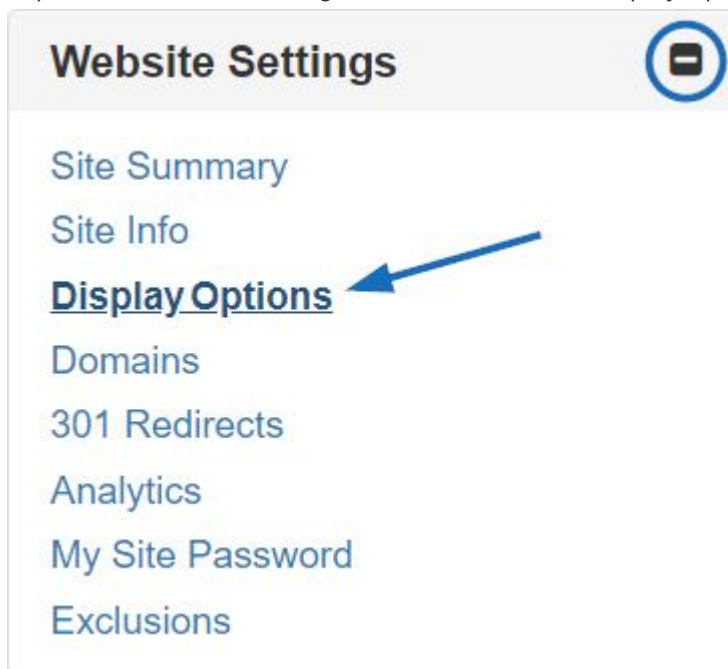 Website Settings
Site Summary
Site Info
Display Options
Domains
301 Redirects
Analytics
My Site Password
Exclusions